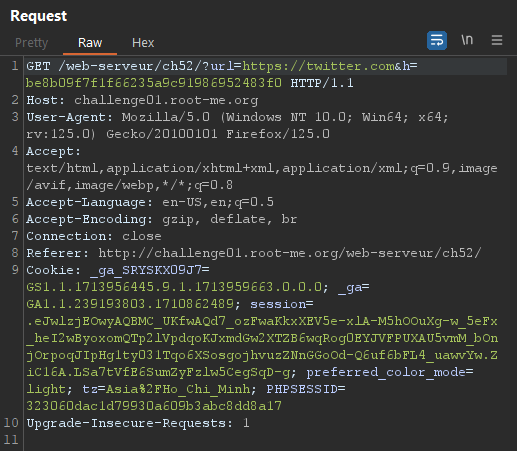 Request
Pretty Raw Hex
\n
1 GET /web-serveur/ch52/?url=https://twitter.com&h=
be8b09f7f1f66235a9c91986952483f0 HTTP/1.1
2 Host: challenge01.root-me.org
3 User-Agent: Mozilla/5.0 (Windows NT 10.0; Win64; x64;
rv:125.0) Gecko/20100101 Firefox/125.0
4 Accept:
text/html,application/xhtml+xml,application/xml;q=0.9,image
/avif,image/webp,*/*;q=0.8
5 Accept-Language: en-US,en;q=0.5
6 Accept-Encoding: gzip, deflate, br
7 Connection: close
8 Referer: http://challenge01.root-me.org/web-serveur/ch52/
9 Cookie: _ga_SRYSKX09J7=
GS1.1.1713956445.9.1.1713959663.0.0.0; _ga=
GA1.1.239193803.1710862489; session=
.eJwlzjEOwyAQBMC_UKfwAQd7_ozFwaKkxXEV5e-xlA-M5hOOuXg-w_5eFx
_heI2wByoxomQTp2lVpdqoKJxmdGw2XTZB6wqRogOEYJVFPUXAU5vmM_bOn
jOrpoqJIpHg1ty031Tqo6XSosgojhvuzZNnGGoOd-Q6uf6bFL4_uawvYw.Z
iC16A.LSa7tVfE6SumZyFzlw5CegSqD-g; preferred_color_mode=
light; tz=Asia%2FHo_Chi_Minh; PHPSESSID=
323060dac1d79930a609b3abc8dd8a17
10 Upgrade-Insecure-Requests: 1
11